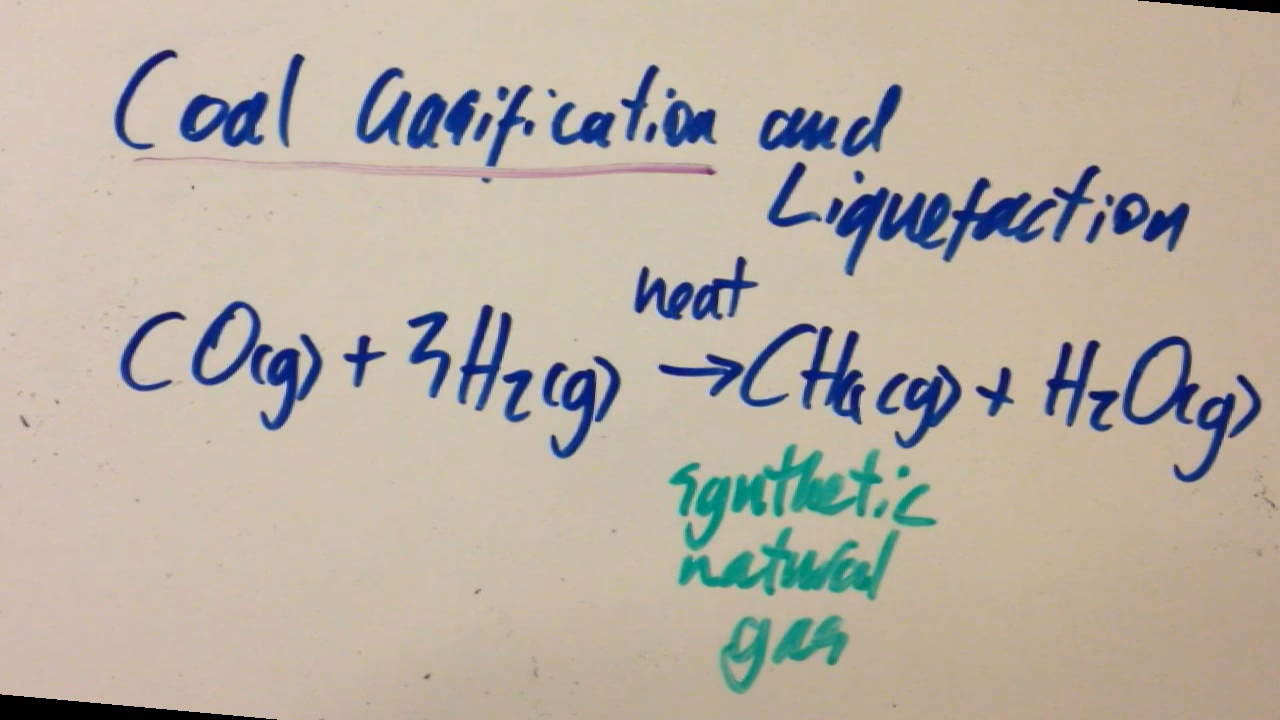 Coal Gasification and
Liquefaction
heat
CO(g) + 3H₂(g) → CH₄(g) + H₂O(g)
synthetic
natural
gas